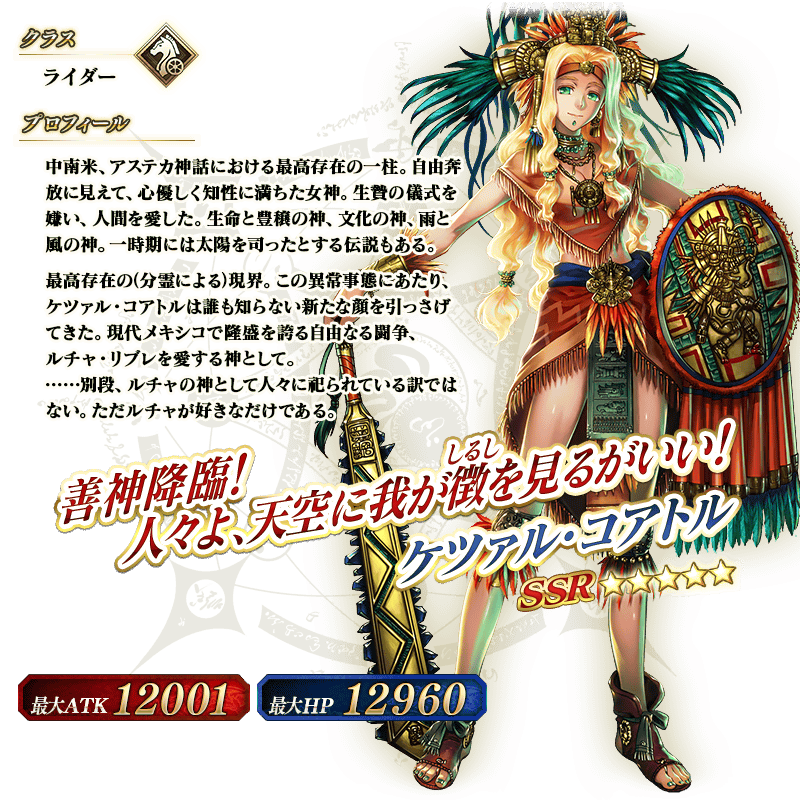 クラス
ライダー
プロフィール
中南米、アステカ神話における最高存在の一柱。自由奔
放に見えて、心優しく知性に満ちた女神。生贄の儀式を
嫌い、人間を愛した。生命と豊穣の神、文化の神、雨と
風の神。一時期には太陽を司ったとする伝説もある。
最高存在の(分霊による)現界。この異常事態にあたり、
ケツァル・コアトルは誰も知らない新たな顔を引っさげ
てきた。現代メキシコで隆盛を誇る自由なる闘争、
ルチャ・リブレを愛する神として。
……別段、ルチャの神として人々に祀られている訳では
ない。ただルチャが好きなだけである。
善神降臨!
しるし
人々よ、天空に我が徴を見るがいい!
ケツァル・コアトル
SSR ☆☆☆☆☆
最大ATK 12001
最大HP 12960